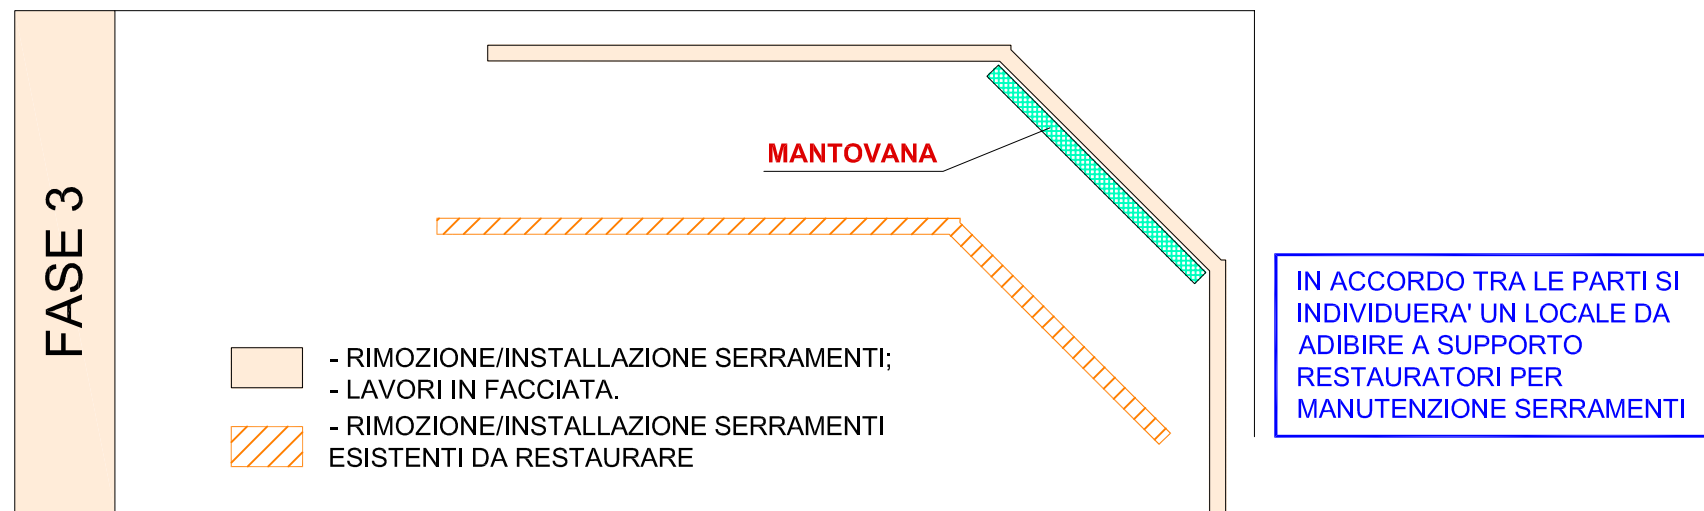 FASE 3
MANTOVANA
- RIMOZIONE/INSTALLAZIONE SERRAMENTI;
- LAVORI IN FACCIATA.
- RIMOZIONE/INSTALLAZIONE SERRAMENTI
ESISTENTI DA RESTAURARE
IN ACCORDO TRA LE PARTI SI
INDIVIDUERA' UN LOCALE DA
ADIBIRE A SUPPORTO
RESTAURATORI PER
MANUTENZIONE SERRAMENTI